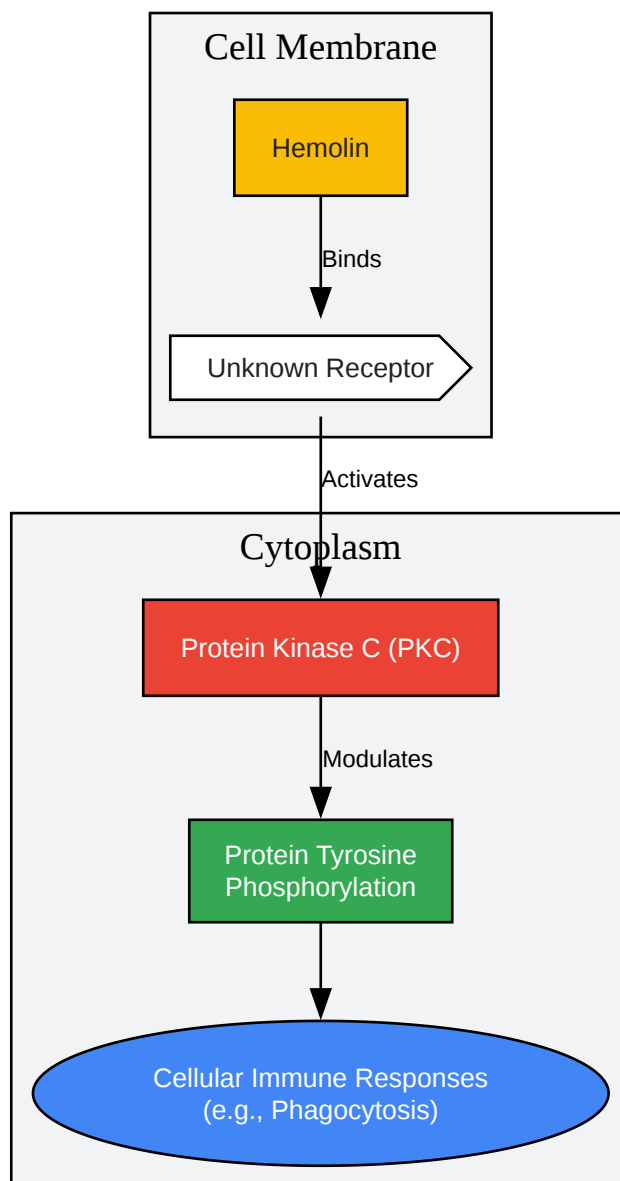 Cell Membrane
Hemolin
Binds
Unknown Receptor
Activates
Cytoplasm
Protein Kinase C (PKC)
Modulates
Protein Tyrosine
Phosphorylation
Cellular Immune Responses
(e.g., Phagocytosis)